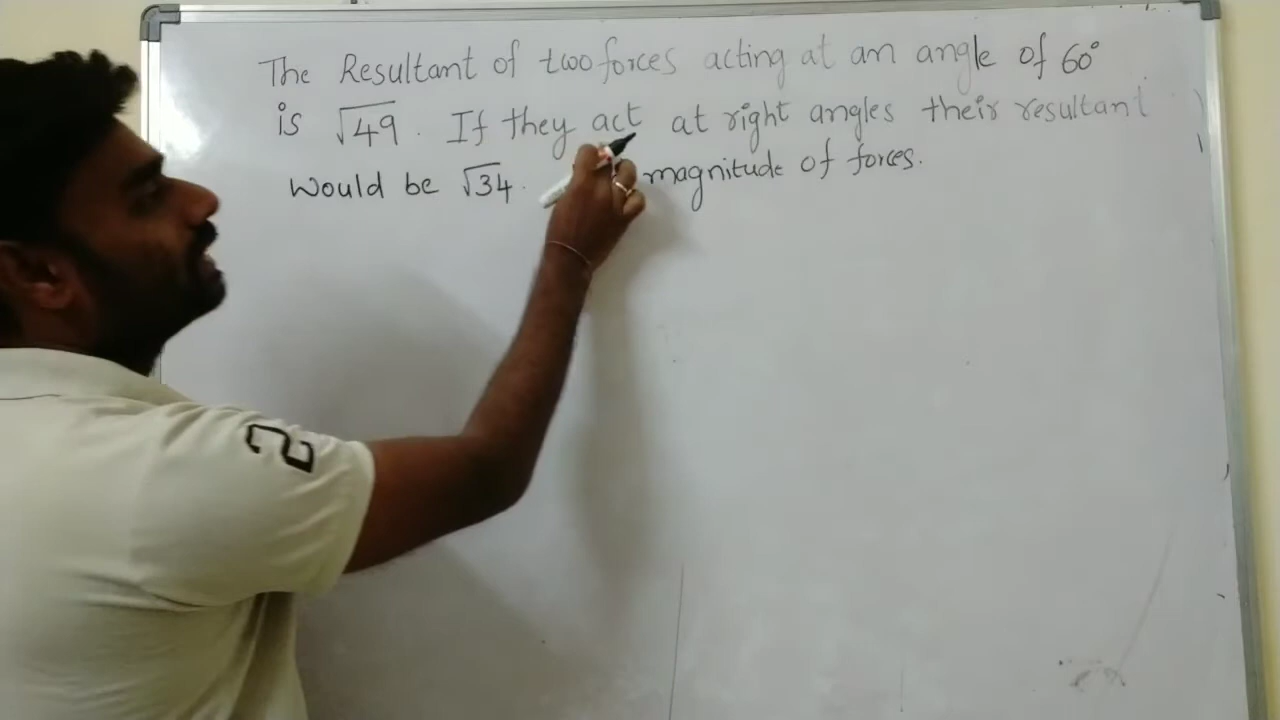 The Resultant of two forces acting at an angle of 60°
is √49. If they act at right angles their resultant
Would be √34. magnitude of forces.
2